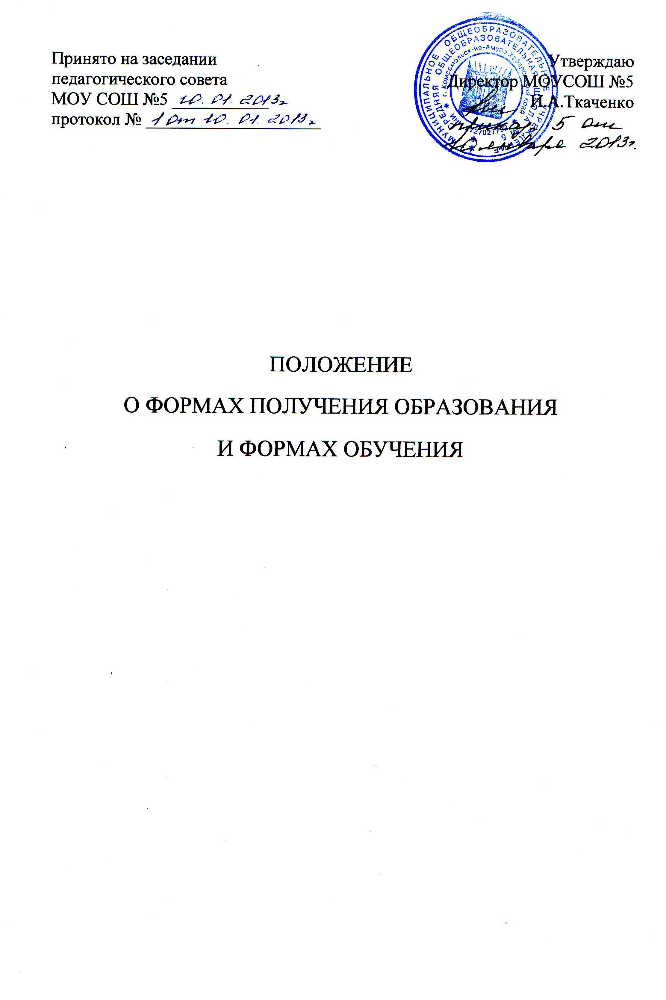 Принято на заседании
педагогического совета
МОУ СОШ №5 10.01.2013г
протокол № 1 от 10.01.2013г
Утверждаю
Директор МОУСОШ №5
И.А.Ткаченко
приказ 5 от
10 января 2013г.
МУНИЦИПАЛЬНОЕ ОБЩЕОБРАЗОВАТЕЛЬНОЕ УЧРЕЖДЕНИЕ
СРЕДНЯЯ ОБЩЕОБРАЗОВАТЕЛЬНАЯ ШКОЛА № 5
г. Комсомольск-на-Амуре Хабаровский край
ПОЛОЖЕНИЕ
О ФОРМАХ ПОЛУЧЕНИЯ ОБРАЗОВАНИЯ
И ФОРМАХ ОБУЧЕНИЯ